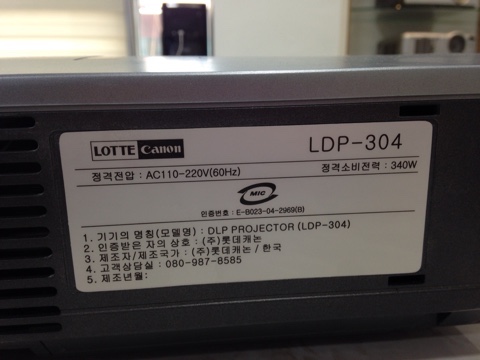 LOTTE Canon
LDP-304
정격전압 : AC110-220V(60Hz)
정격소비전력 : 340W
MIC
인증번호 : E-B023-04-2969(B)
1. 기기의 명칭(모델명) : DLP PROJECTOR (LDP-304)
2. 인증받은 자의 상호 : (주)롯데캐논
3. 제조자/제조국가 : (주)롯데캐논 / 한국
4. 고객상담실 : 080-987-8585
5. 제조년월: